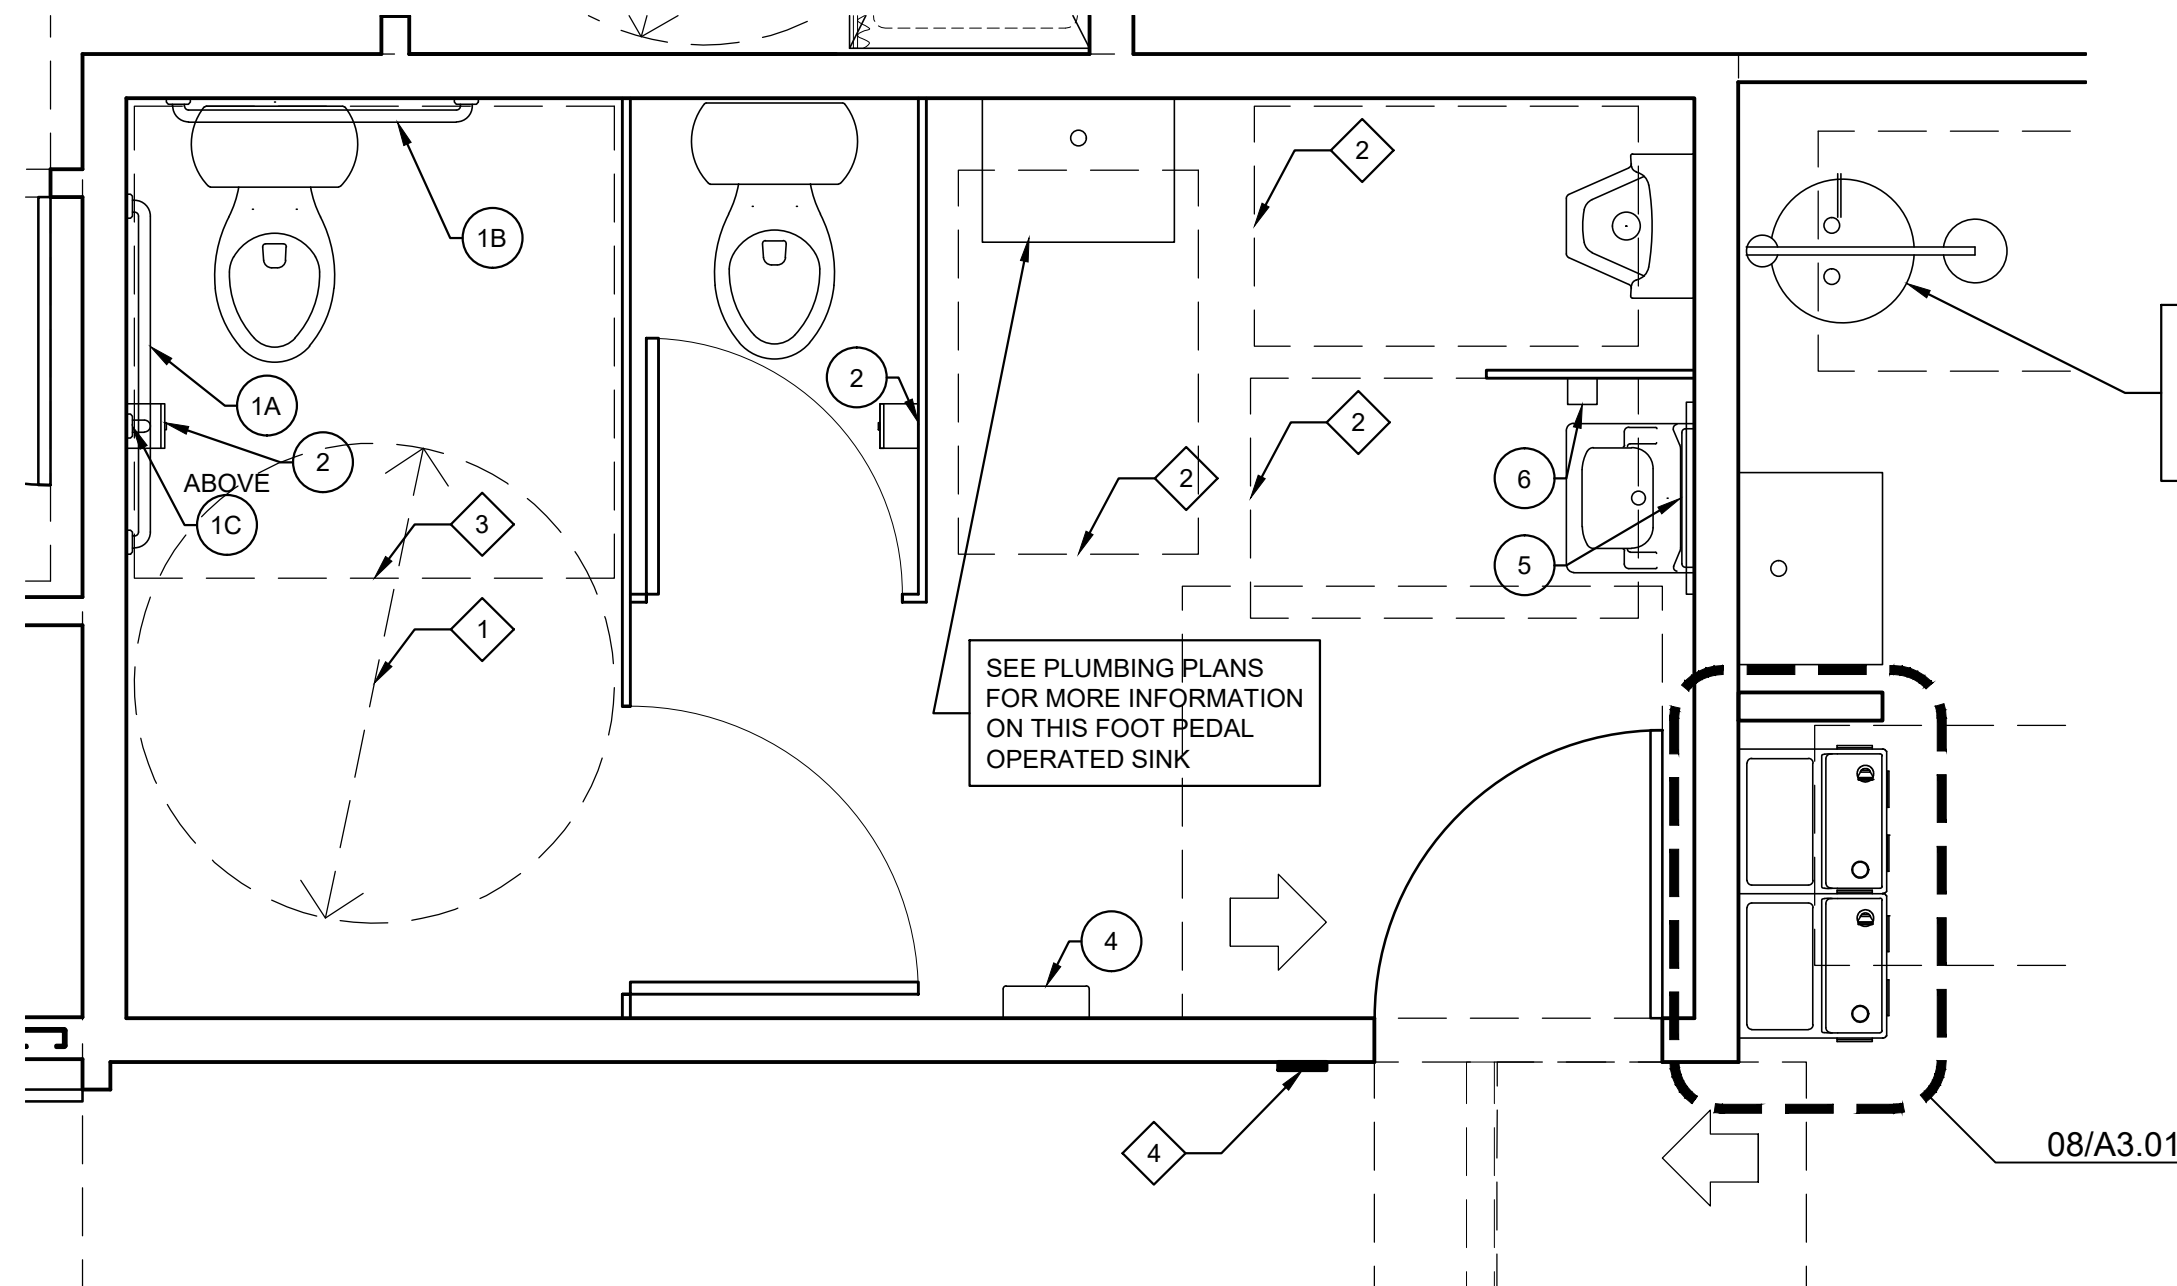 2
1B
2
2
1A
2
2
ABOVE
2
6
1C
3
5
1
SEE PLUMBING PLANS
FOR MORE INFORMATION
ON THIS FOOT PEDAL
OPERATED SINK
4
4
08/A3.01